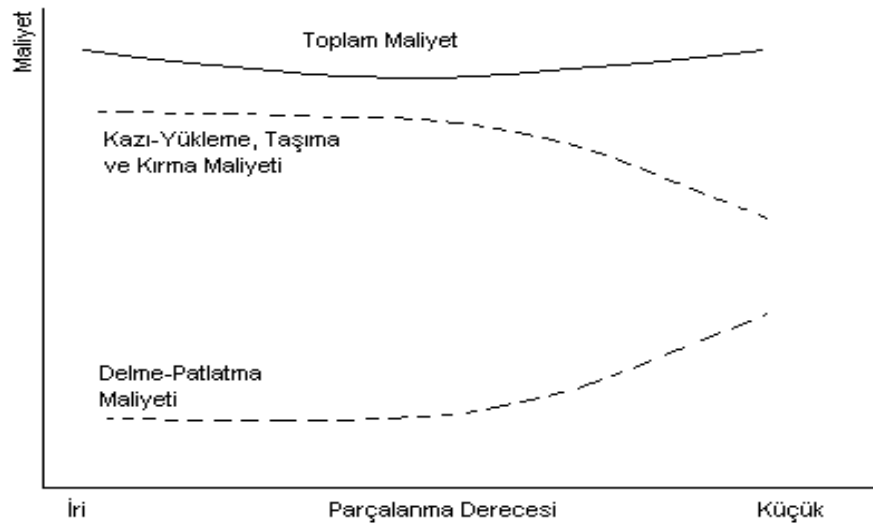 Maliyet
Toplam Maliyet
Kazı-Yükleme, Taşıma
ve Kırma Maliyeti
Delme-Patlatma
Maliyeti
İri
Parçalanma Derecesi
Küçük